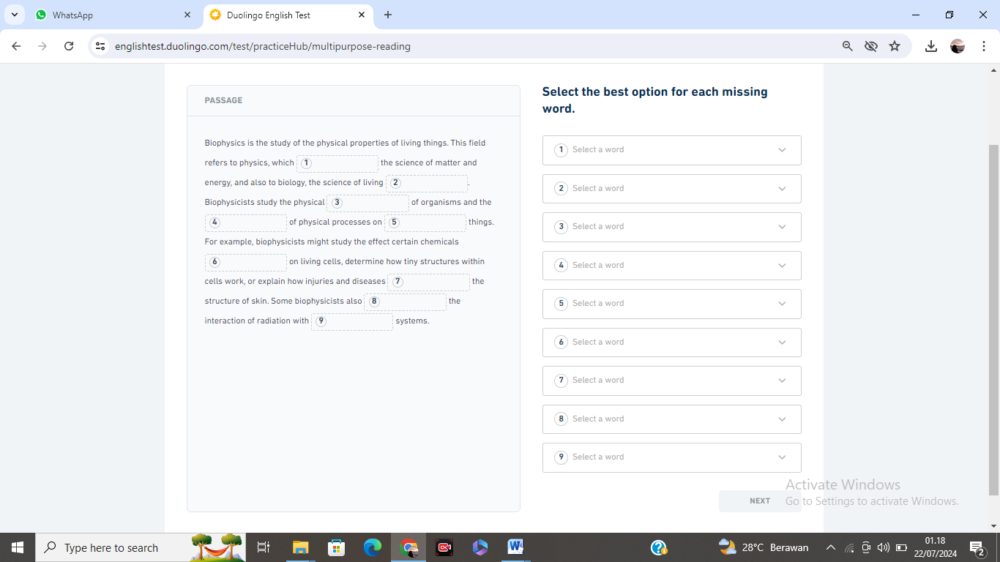 WhatsApp
Duolingo English Test
englishtest.duolingo.com/test/practiceHub/multipurpose-reading
PASSAGE
Biophysics is the study of the physical properties of living things. This field
refers to physics, which 1 the science of matter and
energy, and also to biology, the science of living 2 .
Biophysicists study the physical 3 of organisms and the
4 of physical processes on 5 things.
For example, biophysicists might study the effect certain chemicals
6 on living cells, determine how tiny structures within
cells work, or explain how injuries and diseases 7 the
structure of skin. Some biophysicists also 8 the
interaction of radiation with 9 systems.
Select the best option for each missing
word.
1 Select a word
2 Select a word
3 Select a word
4 Select a word
5 Select a word
6 Select a word
7 Select a word
8 Select a word
9 Select a word
NEXT
Activate Windows
Go to Settings to activate Windows.
Type here to search
28°C Berawan
01.18
22/07/2024
2